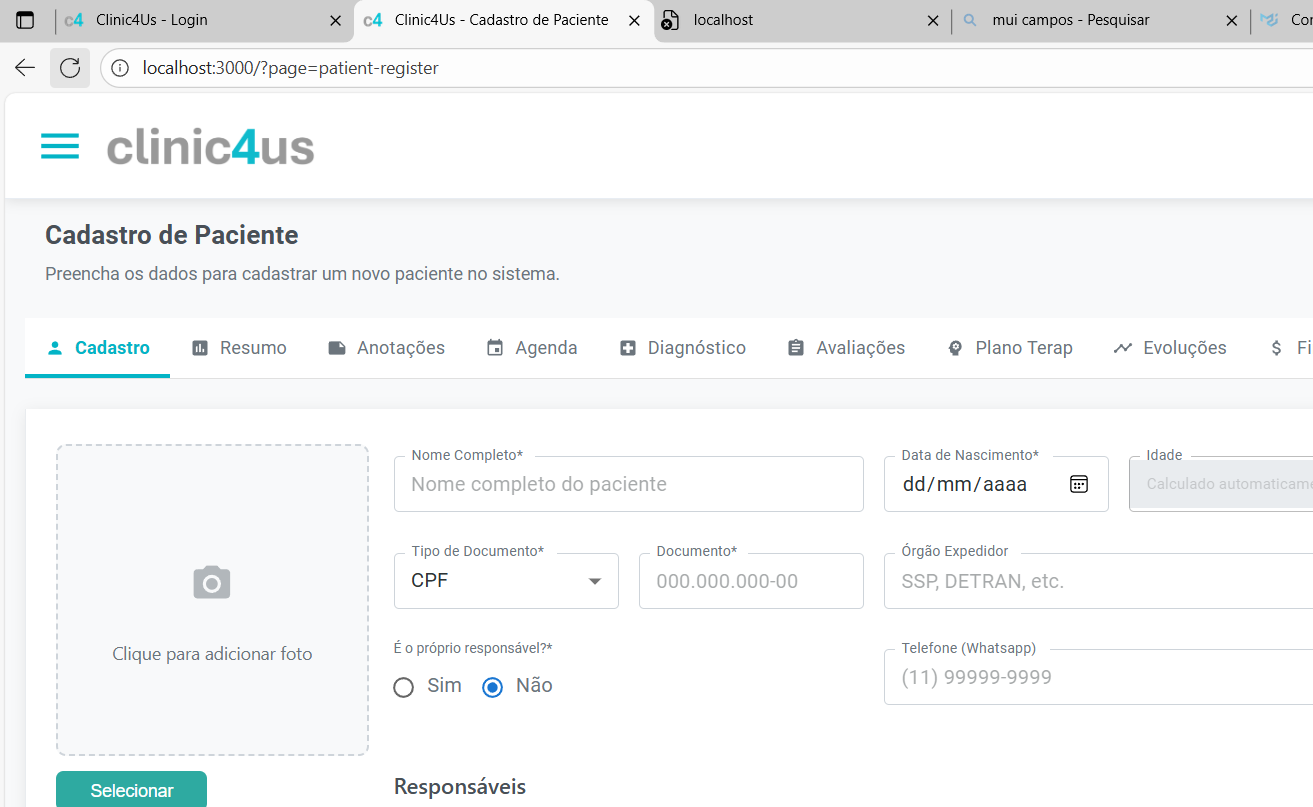 Clinic4Us - Login
Clinic4Us - Cadastro de Paciente
localhost
mui campos - Pesquisar
localhost:3000/?page=patient-register
clinic4us
Cadastro de Paciente
Preencha os dados para cadastrar um novo paciente no sistema.
Cadastro Resumo Anotações Agenda Diagnóstico Avaliações Plano Terap Evoluções $ Fi
Nome Completo* Data de Nascimento* Idade
Nome completo do paciente dd/mm/aaaa Calculado automaticame
Tipo de Documento* Documento* Órgão Expedidor
CPF 000.000.000-00 SSP, DETRAN, etc.
Clique para adicionar foto
É o próprio responsável?* Telefone (Whatsapp)
Sim Não (11) 99999-9999
Selecionar
Responsáveis